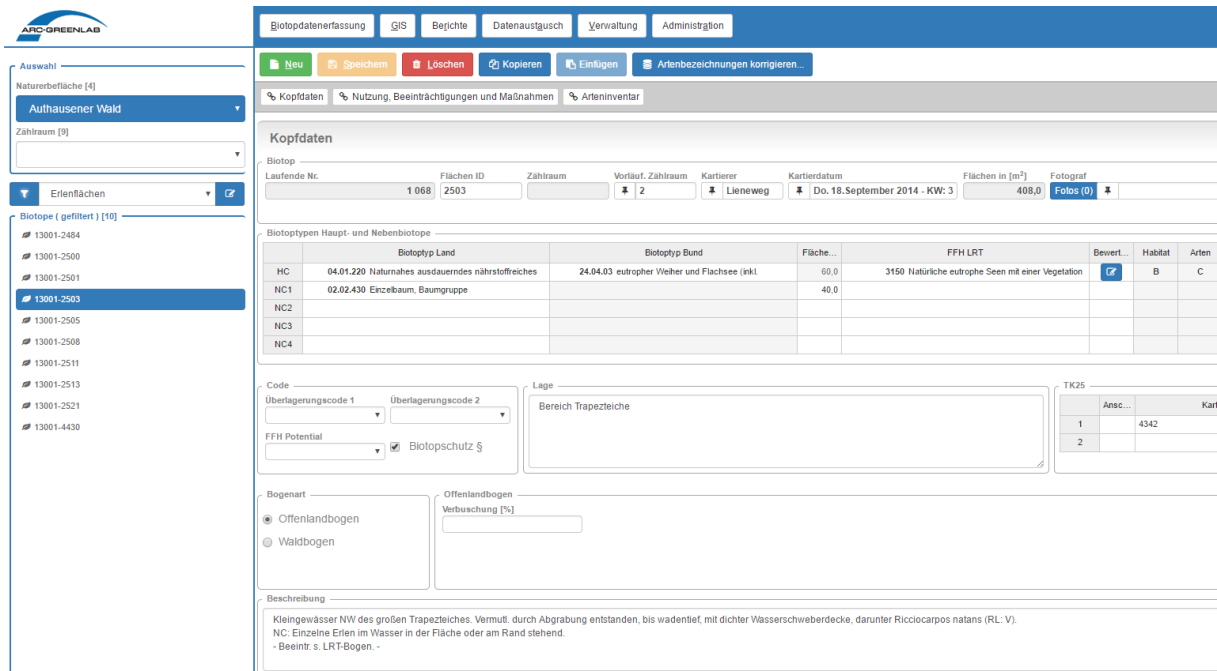 ARC-GREENLAB
Biotopdatenerfassung GIS Berichte Datenaustausch Verwaltung Administration
Neu Speichern Löschen Kopieren Einfügen Artenbezeichnungen korrigieren...
Auswahl
Naturerbefläche [4]
Authausener Wald
Zählraum [9]
Erlenflächen
Biotope ( gefiltert ) [10]
13001-2484
13001-2500
13001-2501
13001-2503
13001-2505
13001-2508
13001-2511
13001-2513
13001-2521
13001-4430
Kopfdaten Nutzung, Beeinträchtigungen und Maßnahmen Arteninventar
Kopfdaten
Biotop
Laufende Nr. Flächen ID Zählraum Vorläuf. Zählraum Kartierer Kartierdatum Flächen in [m²] Fotograf
1 068 2503 2 Lieneweg Do. 18.September 2014 - KW: 3 408,0 Fotos (0)
Biotoptypen Haupt- und Nebenbiotope
Biotoptyp Land Biotoptyp Bund Fläche... FFH LRT Bewert... Habitat Arten
HC 04.01.220 Naturnahes ausdauerndes nährstoffreiches 24.04.03 eutropher Weiher und Flachsee (inkl. 60,0 3150 Natürliche eutrophe Seen mit einer Vegetation B C
NC1 02.02.430 Einzelbaum, Baumgruppe 40,0
NC2
NC3
NC4
Code
Überlagerungscode 1 Überlagerungscode 2
FFH Potential
Biotopschutz §
Lage
Bereich Trapezteiche
TK25
Ansc... Kart
1 4342
2
Bogenart
Offenlandbogen
Waldbogen
Offenlandbogen
Verbuschung [%]
Beschreibung
Kleingewässer NW des großen Trapezteiches. Vermutl. durch Abgrabung entstanden, bis wadentief, mit dichter Wasserschweberdecke, darunter Ricciocarpos natans (RL: V).
NC: Einzelne Erlen im Wasser in der Fläche oder am Rand stehend.
- Beeintr. s. LRT-Bogen. -